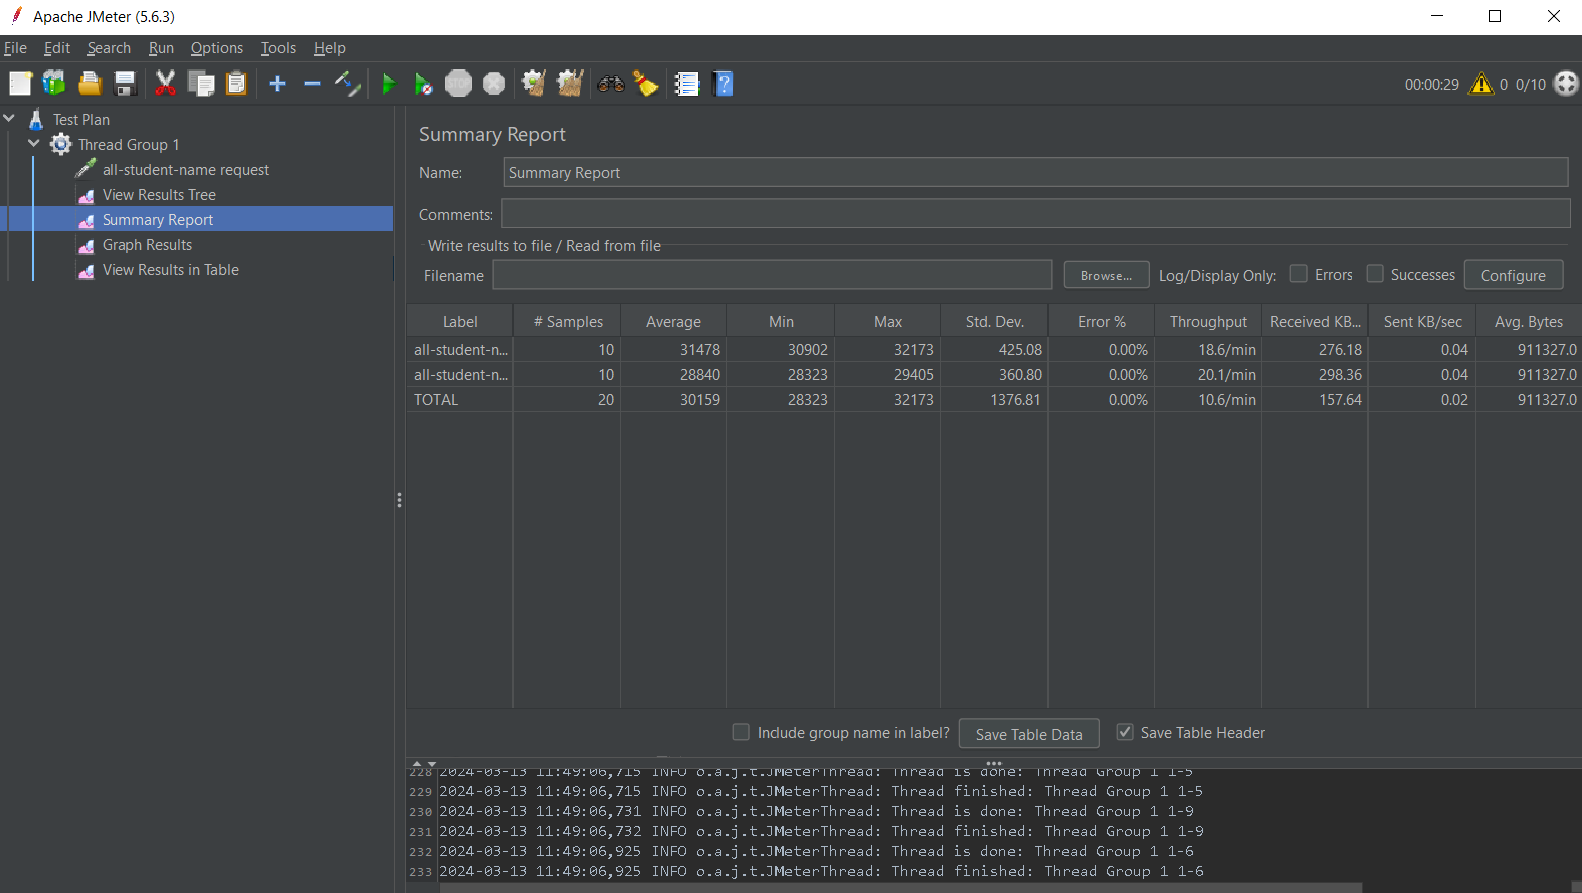 Apache JMeter (5.6.3)
File Edit Search Run Options Tools Help
STOP
00:00:29 0 0/10
Test Plan
Thread Group 1
all-student-name request
View Results Tree
Summary Report
Graph Results
View Results in Table
Summary Report
Name: Summary Report
Comments:
Write results to file / Read from file
Filename Browse... Log/Display Only: Errors Successes Configure
Label # Samples Average Min Max Std. Dev. Error % Throughput Received KB... Sent KB/sec Avg. Bytes
all-student-n... 10 31478 30902 32173 425.08 0.00% 18.6/min 276.18 0.04 911327.0
all-student-n... 10 28840 28323 29405 360.80 0.00% 20.1/min 298.36 0.04 911327.0
TOTAL 20 30159 28323 32173 1376.81 0.00% 10.6/min 157.64 0.02 911327.0
Include group name in label? Save Table Data Save Table Header
228 2024-03-13 11:49:06,715 INFO o.a.j.t.JMeterThread: Thread is done: Thread Group 1 1-5
229 2024-03-13 11:49:06,715 INFO o.a.j.t.JMeterThread: Thread finished: Thread Group 1 1-5
230 2024-03-13 11:49:06,731 INFO o.a.j.t.JMeterThread: Thread is done: Thread Group 1 1-9
231 2024-03-13 11:49:06,732 INFO o.a.j.t.JMeterThread: Thread finished: Thread Group 1 1-9
232 2024-03-13 11:49:06,925 INFO o.a.j.t.JMeterThread: Thread is done: Thread Group 1 1-6
233 2024-03-13 11:49:06,925 INFO o.a.j.t.JMeterThread: Thread finished: Thread Group 1 1-6